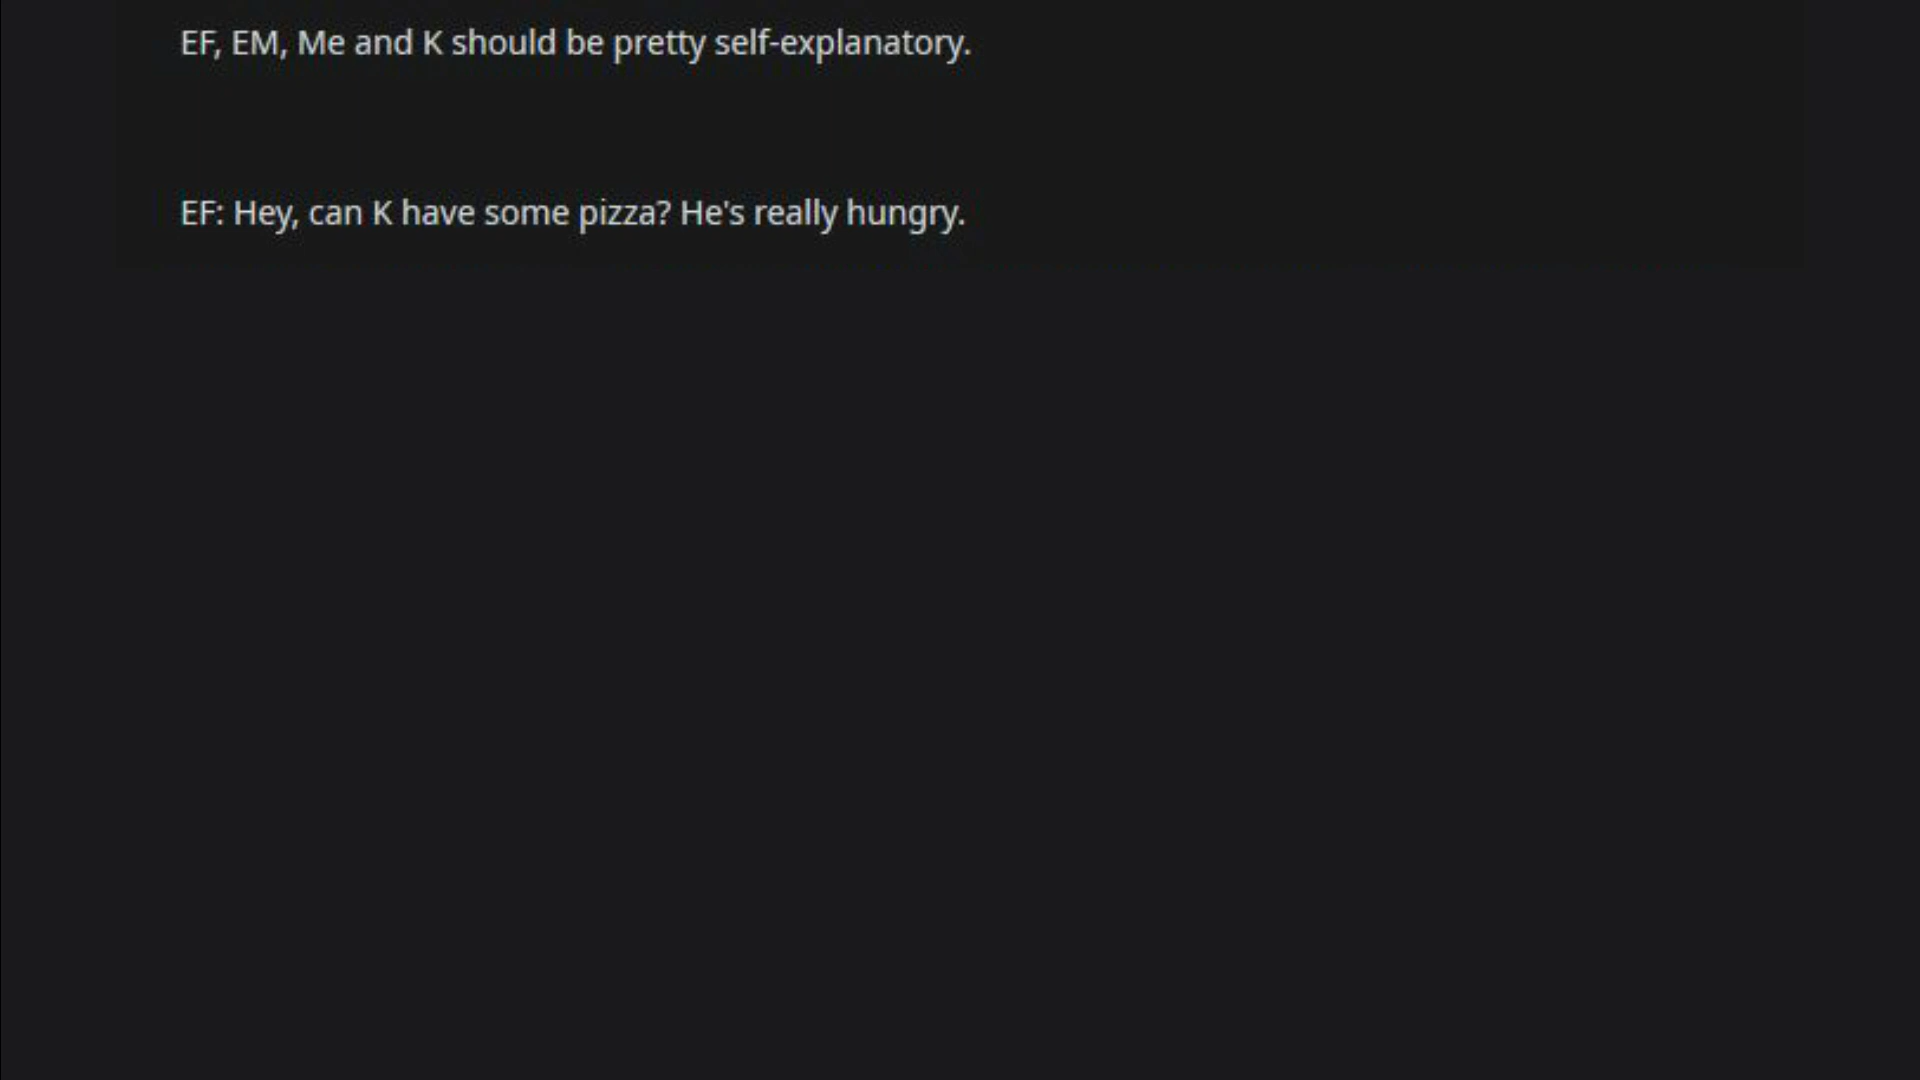 EF, EM, Me and K should be pretty self-explanatory.
EF: Hey, can K have some pizza? He's really hungry.